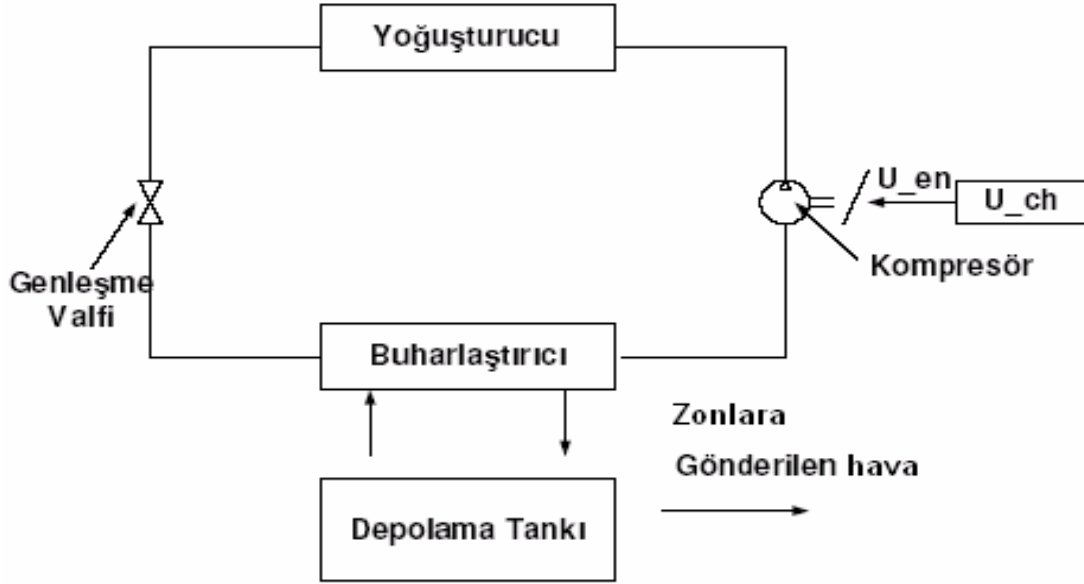 Yoğuşturucu
U_en
U_ch
Kompresör
Genleşme
Valfi
Buharlaştırıcı
Zonlara
Gönderilen hava
Depolama Tankı